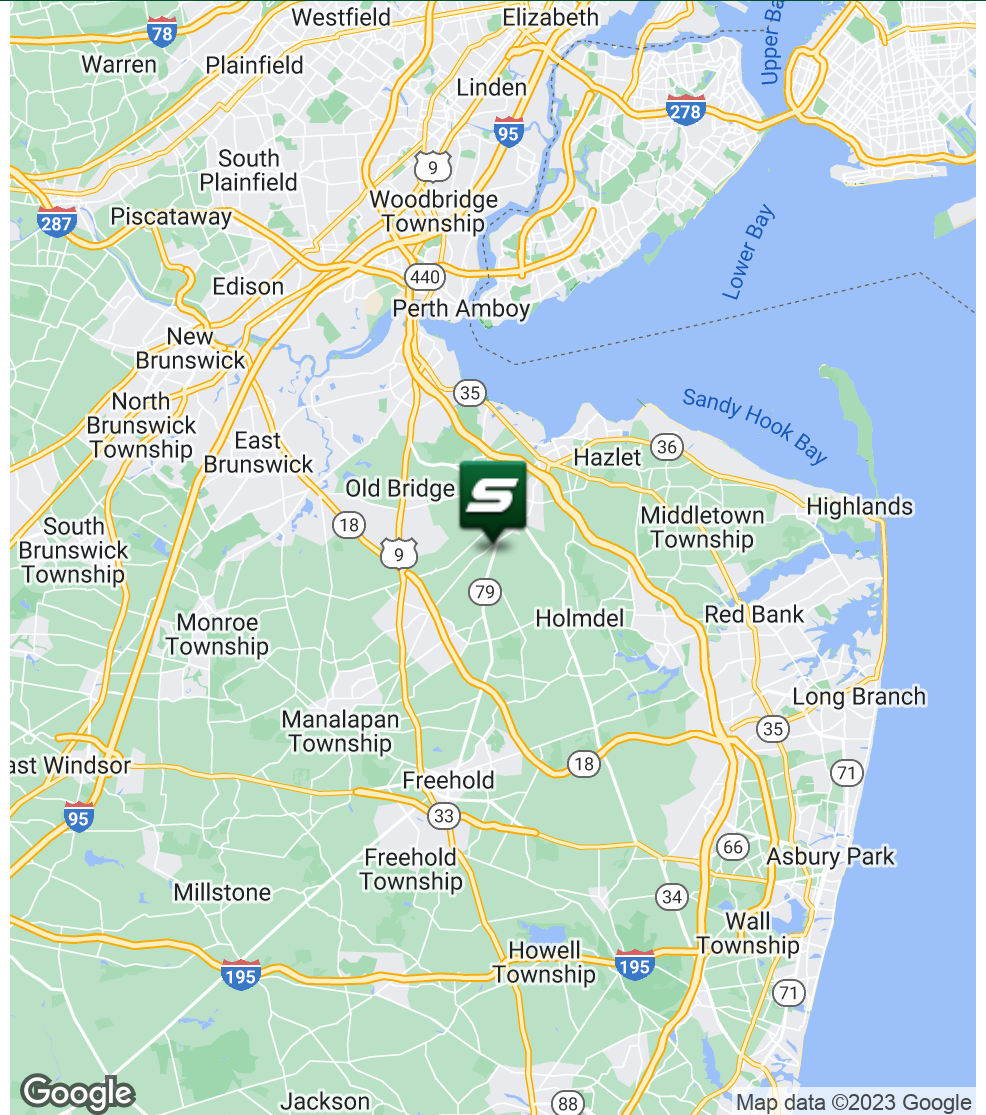 Westfield
Elizabeth
78
Warren
Plainfield
Upper Ba
Linden
278
95
9
South
Plainfield
Woodbridge
Township
287
Piscataway
Lower Bay
440
Edison
Perth Amboy
New
Brunswick
35
Sandy Hook Bay
North
Brunswick
Township
East
Brunswick
36
Hazlet
Old Bridge
S
Highlands
18
Middletown
Township
South
Brunswick
Township
9
79
Holmdel
Red Bank
Monroe
Township
Long Branch
Manalapan
Township
35
ast Windsor
18
71
Freehold
95
33
66
Freehold
Township
Asbury Park
Millstone
34
Wall
Township
Howell
Township
195
195
71
Google
Jackson
88
Map data ©2023 Google